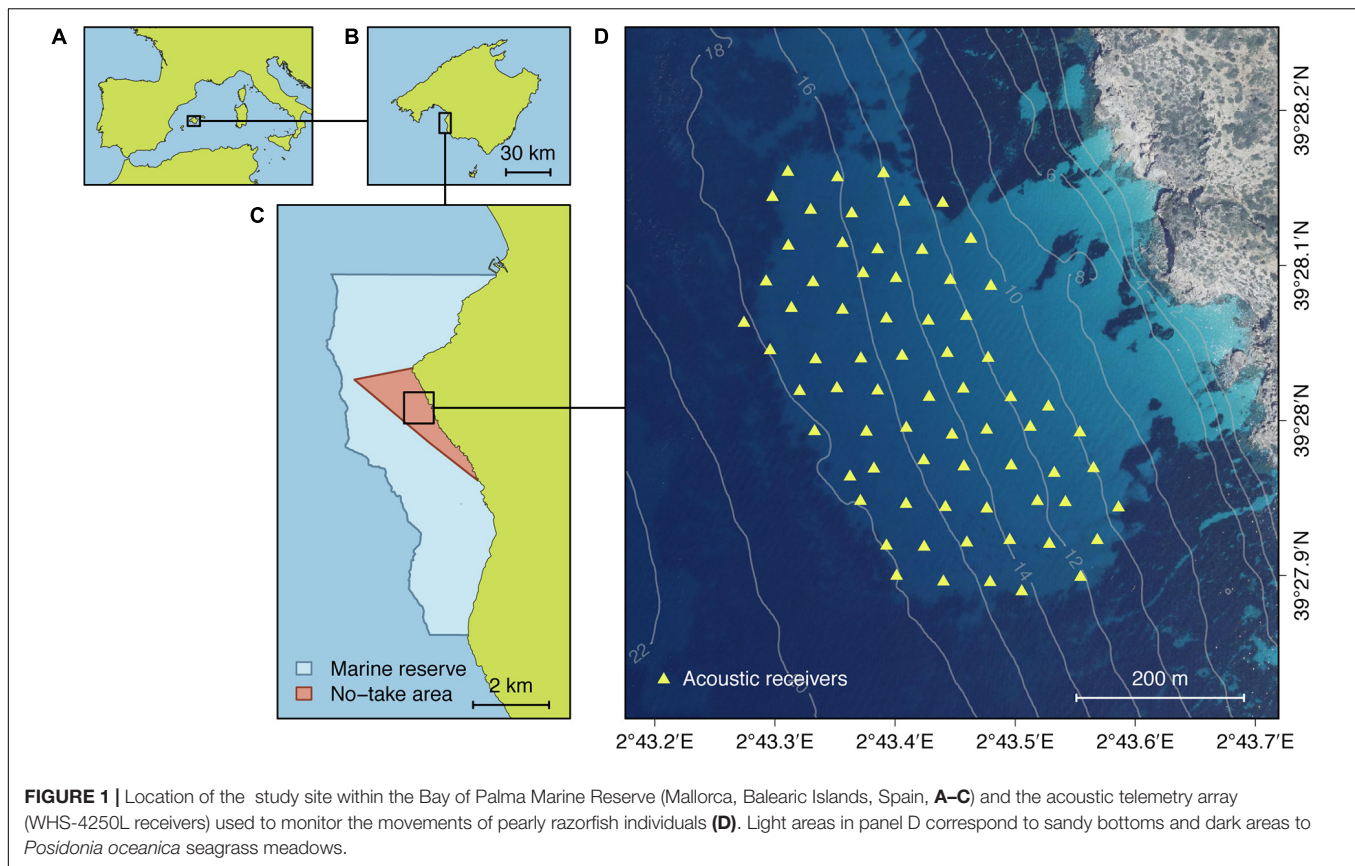 A
B
30 km
C
Marine reserve
No–take area
2 km
D
18
16
6
8
4
10
12
14
22
Acoustic receivers
200 m
39°28.2′N
39°28.1′N
39°28′N
39°27.9′N
2°43.2′E
2°43.3′E
2°43.4′E
2°43.5′E
2°43.6′E
2°43.7′E
FIGURE 1 | Location of the study site within the Bay of Palma Marine Reserve (Mallorca, Balearic Islands, Spain, A–C) and the acoustic telemetry array
(WHS-4250L receivers) used to monitor the movements of pearly razorfish individuals (D). Light areas in panel D correspond to sandy bottoms and dark areas to
Posidonia oceanica seagrass meadows.